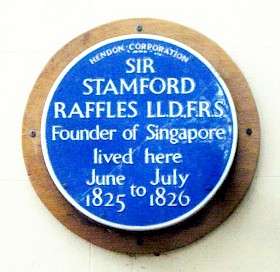 HENDON CORPORATION
SIR
STAMFORD
RAFFLES LL.D.F.R.S.
Founder of Singapore
lived here
June to July
1825 1826